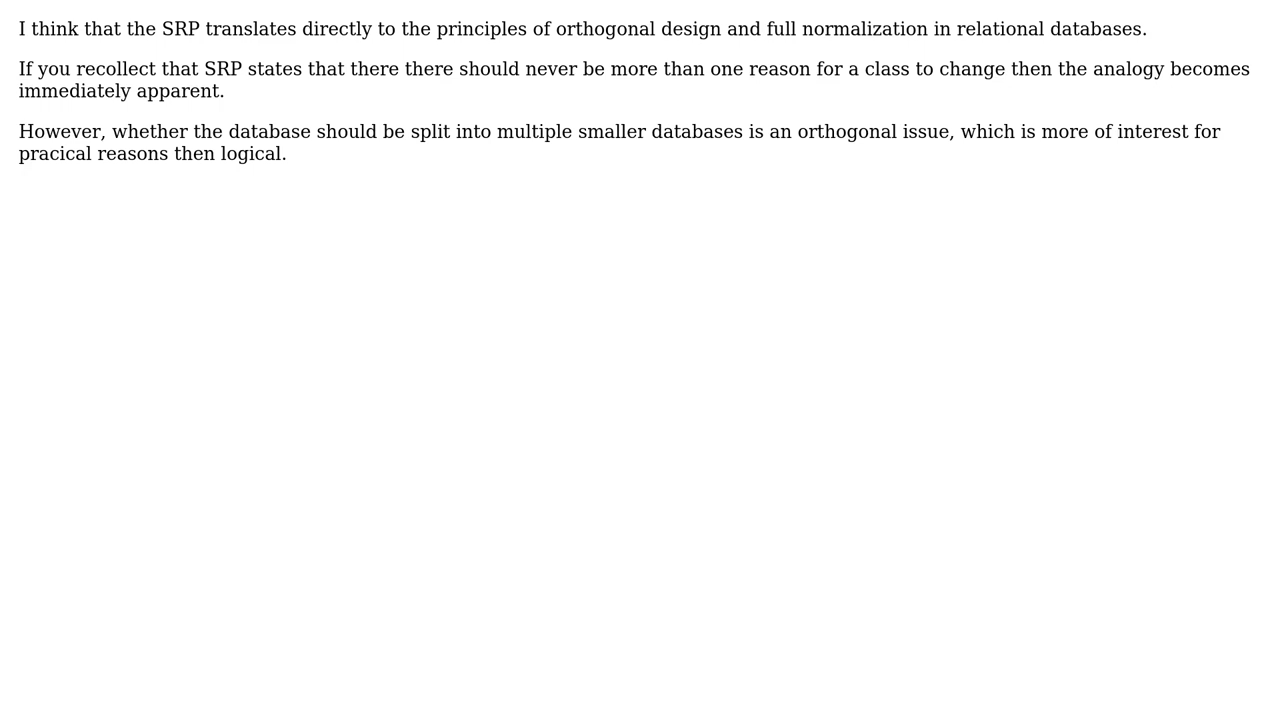 I think that the SRP translates directly to the principles of orthogonal design and full normalization in relational databases.
If you recollect that SRP states that there there should never be more than one reason for a class to change then the analogy becomes
immediately apparent.
However, whether the database should be split into multiple smaller databases is an orthogonal issue, which is more of interest for
pracical reasons then logical.